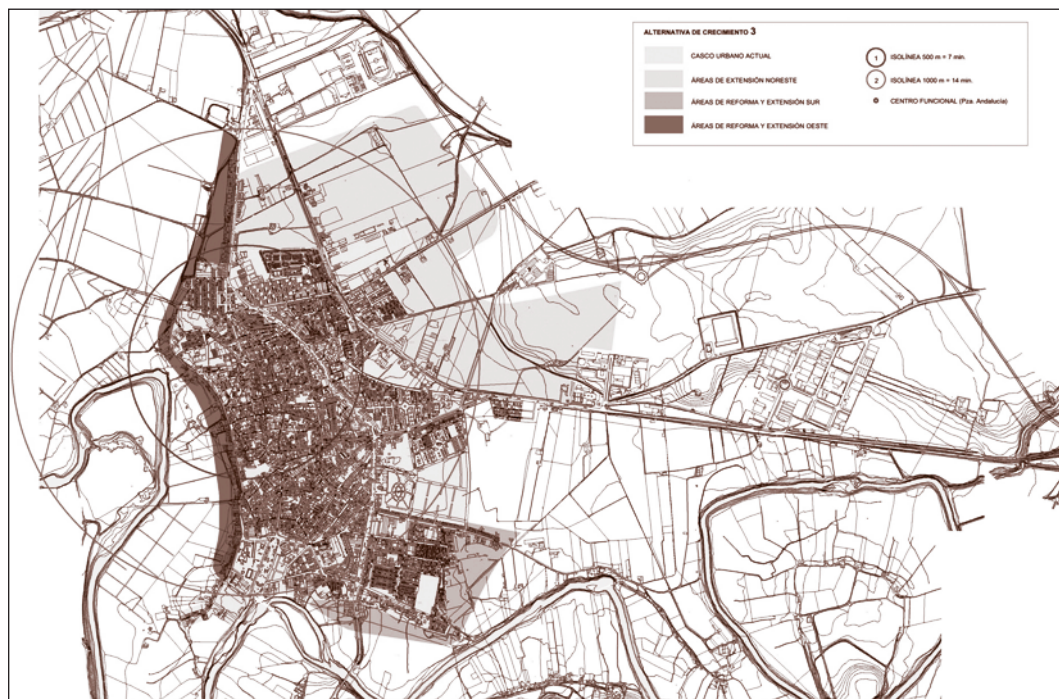 ALTERNATIVA DE CRECIMIENTO 3
CASCO URBANO ACTUAL
ÁREAS DE EXTENSIÓN NORESTE
ÁREAS DE REFORMA Y EXTENSIÓN SUR
ÁREAS DE REFORMA Y EXTENSIÓN OESTE
1 ISOLÍNEA 500 m = 7 min.
2 ISOLÍNEA 1000 m = 14 min.
CENTRO FUNCIONAL (Pza. Andalucía)